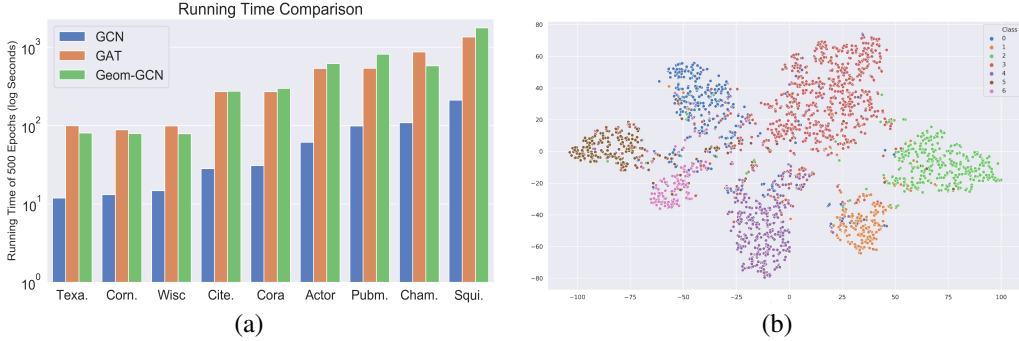 Running Time Comparison
Running Time of 500 Epochs (log Seconds)
10^3
10^2
10^1
10^0
GCN
GAT
Geom-GCN
Texa. Corn. Wisc Cite. Cora Actor Pubm. Cham. Squi.
(a)
80
60
40
20
0
−20
−40
−60
−80
−100 −75 −50 −25 0 25 50 75 100
Class
0
1
2
3
4
5
6
(b)